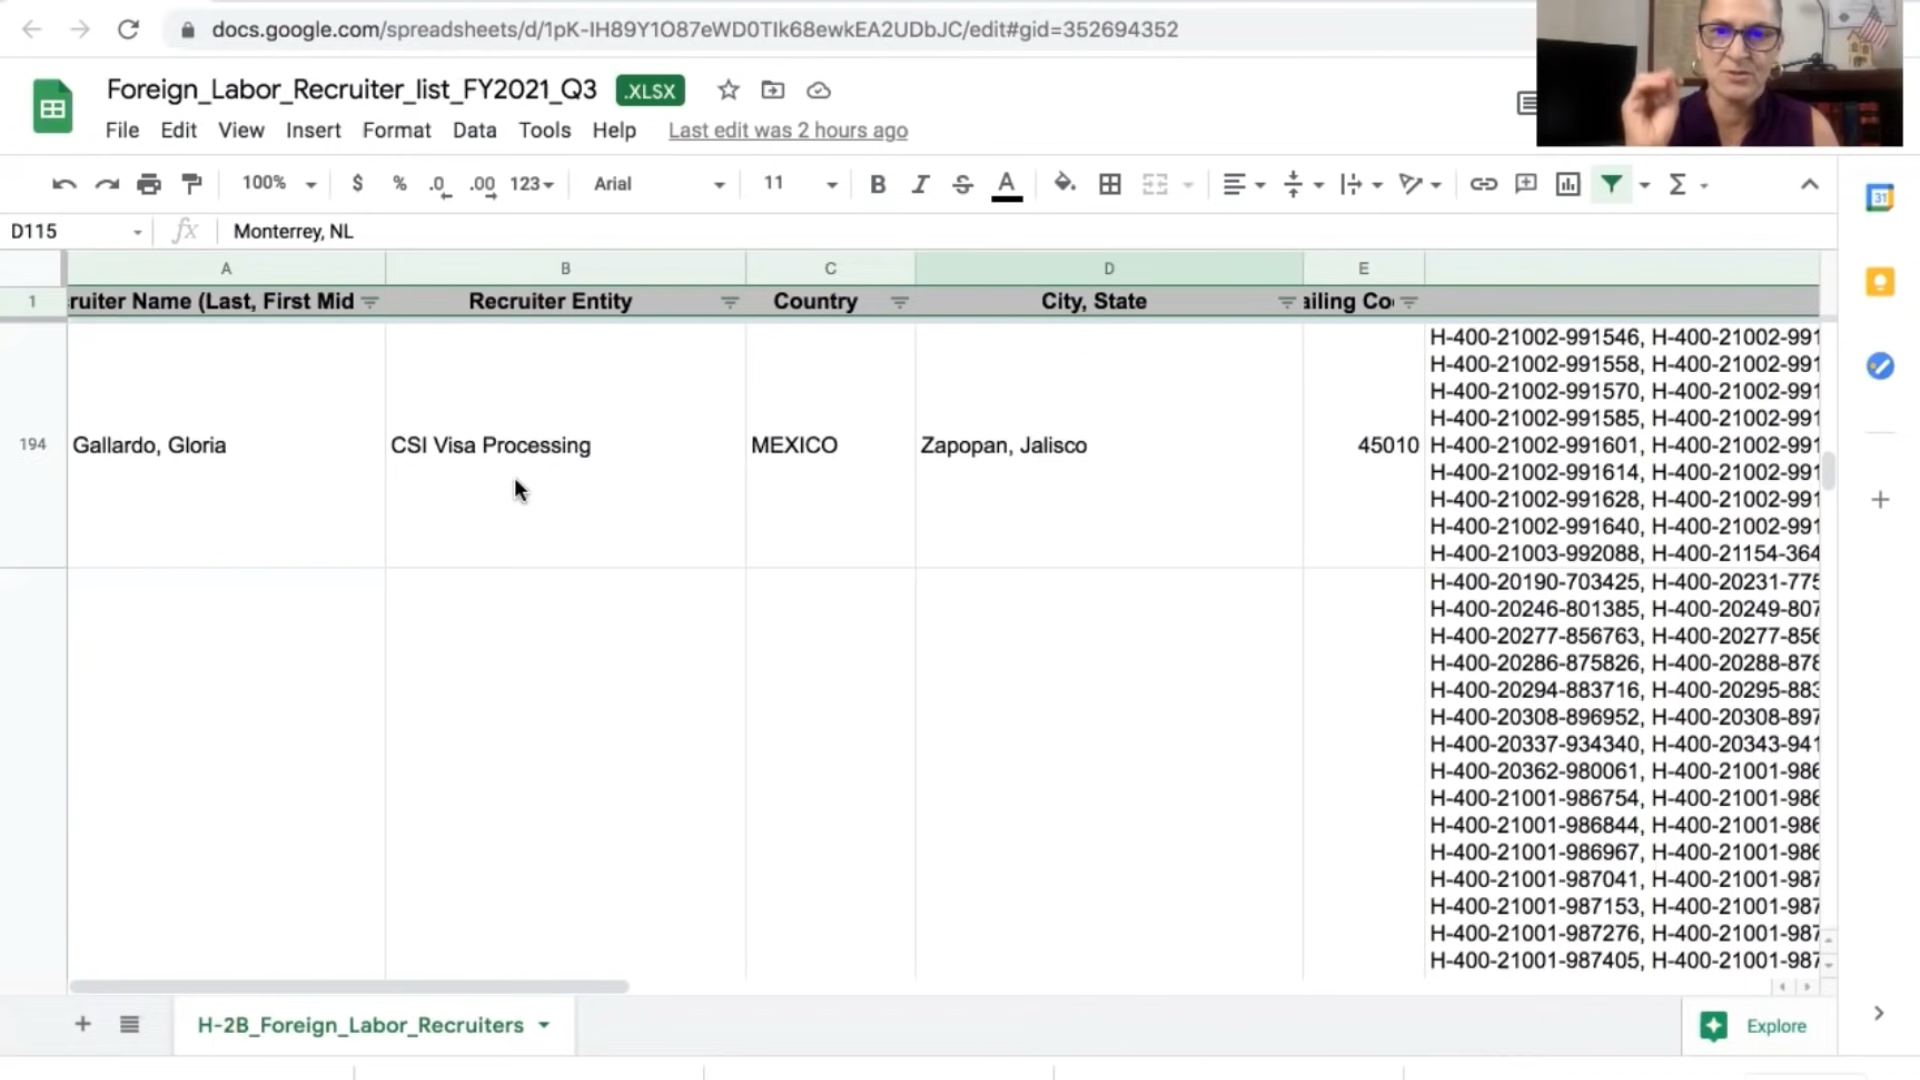 docs.google.com/spreadsheets/d/1pK-IH89Y1O87eWD0TIk68ewkEA2UDbJC/edit#gid=352694352
Foreign_Labor_Recruiter_list_FY2021_Q3 .XLSX
File Edit View Insert Format Data Tools Help Last edit was 2 hours ago
100% $ % .0 .00 123 Arial 11 B I S A Σ
31
D115 fx Monterrey, NL
A B C D E
1 ruiter Name (Last, First Mid Recruiter Entity Country City, State ailing Co
H-400-21002-991546, H-400-21002-991
H-400-21002-991558, H-400-21002-991
H-400-21002-991570, H-400-21002-991
H-400-21002-991585, H-400-21002-991
194 Gallardo, Gloria CSI Visa Processing MEXICO Zapopan, Jalisco 45010 H-400-21002-991601, H-400-21002-991
H-400-21002-991614, H-400-21002-991
H-400-21002-991628, H-400-21002-991
H-400-21002-991640, H-400-21002-991
H-400-21003-992088, H-400-21154-364
H-400-20190-703425, H-400-20231-775
H-400-20246-801385, H-400-20249-807
H-400-20277-856763, H-400-20277-856
H-400-20286-875826, H-400-20288-878
H-400-20294-883716, H-400-20295-883
H-400-20308-896952, H-400-20308-897
H-400-20337-934340, H-400-20343-941
H-400-20362-980061, H-400-21001-986
H-400-21001-986754, H-400-21001-986
H-400-21001-986844, H-400-21001-986
H-400-21001-986967, H-400-21001-986
H-400-21001-987041, H-400-21001-987
H-400-21001-987153, H-400-21001-987
H-400-21001-987276, H-400-21001-987
H-400-21001-987405, H-400-21001-987
H-2B_Foreign_Labor_Recruiters
Explore